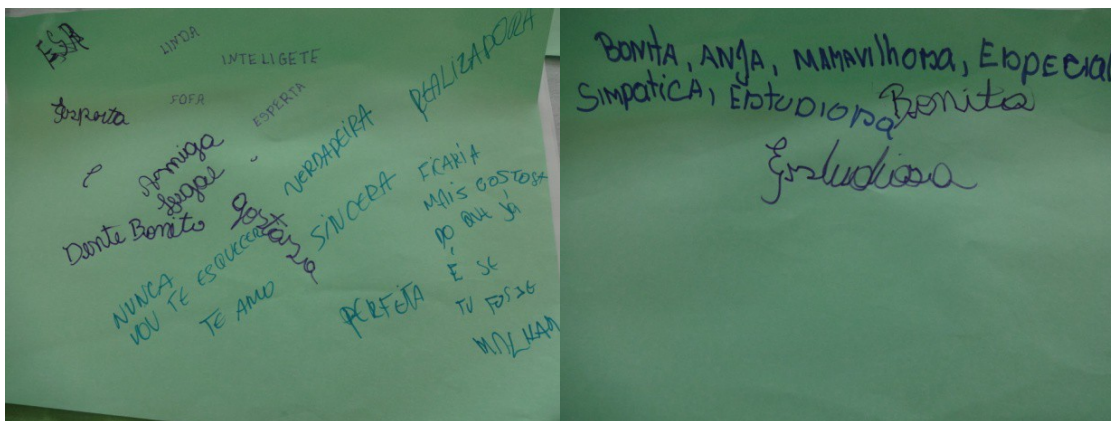 LINDA
INTELIGETE
REALIZADORA
Esperta
FOFA
ESPERTA
VERDADEIRA
Amiga
legal
Dente Bonito
gostosa
SINCERA
NUNCA
VOU TE ESQUECER
TE AMO
PERFEITA
FICARIA
MAIS GOSTOSA
DO QUE JÁ
É SE
TU FOSSE
BONITA, ANJA, MARAVILHOSA, ESPECIAL
SIMPATICA, ESTUDIOSA Bonita
Estudiosa